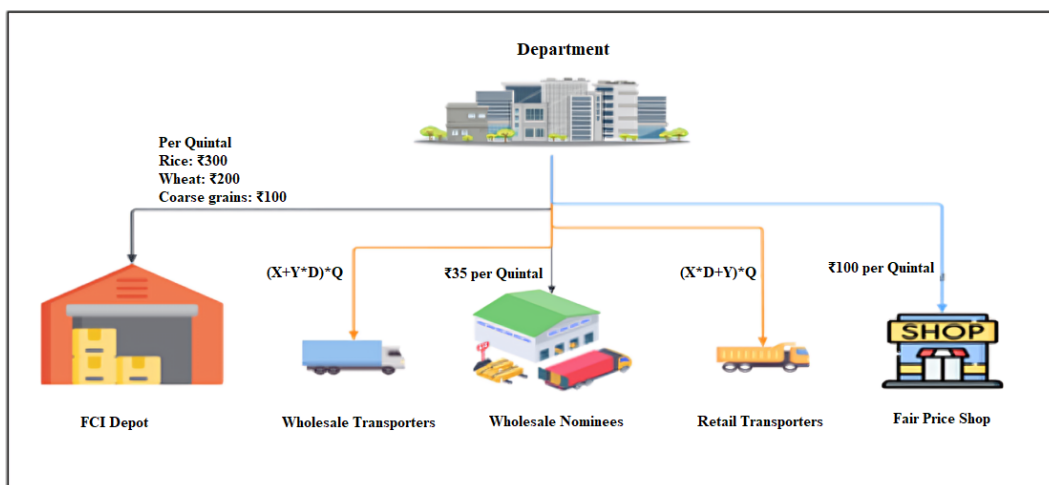 Department
Per Quintal
Rice: ₹300
Wheat: ₹200
Coarse grains: ₹100
(X+Y*D)*Q
₹35 per Quintal
(X*D+Y)*Q
₹100 per Quintal
SHOP
FCI Depot
Wholesale Transporters
Wholesale Nominees
Retail Transporters
Fair Price Shop